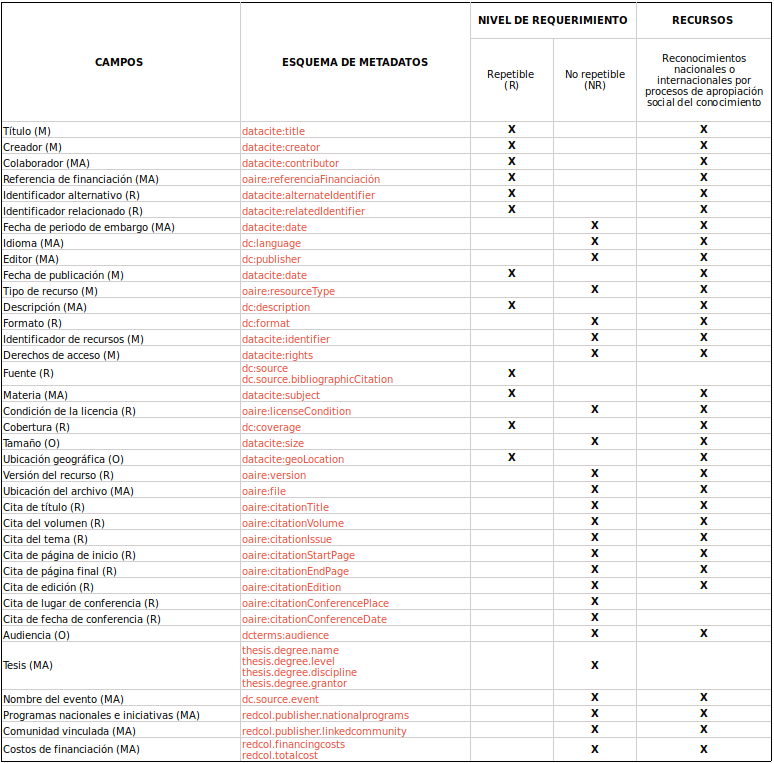 CAMPOS ESQUEMA DE METADATOS NIVEL DE REQUERIMIENTO RECURSOS
Repetible (R) No repetible (NR) Reconocimientos nacionales o internacionales por procesos de apropiación social del conocimiento
Título (M) datacite:title X X
Creador (M) datacite:creator X X
Colaborador (MA) datacite:contributor X X
Referencia de financiación (MA) oaire:referenciaFinanciación X X
Identificador alternativo (R) datacite:alternateIdentifier X X
Identificador relacionado (R) datacite:relatedIdentifier X X
Fecha de periodo de embargo (MA) datacite:date X X
Idioma (MA) dc:language X X
Editor (MA) dc:publisher X X
Fecha de publicación (M) datacite:date X X
Tipo de recurso (M) oaire:resourceType X X
Descripción (MA) dc:description X X
Formato (R) dc:format X X
Identificador de recursos (M) datacite:identifier X X
Derechos de acceso (M) datacite:rights X X
Fuente (R) dc:source dc.source.bibliographicCitation X
Materia (MA) datacite:subject X X
Condición de la licencia (R) oaire:licenseCondition X X
Cobertura (R) dc:coverage X X
Tamaño (O) datacite:size X X
Ubicación geográfica (O) datacite:geoLocation X X
Versión del recurso (R) oaire:version X X
Ubicación del archivo (MA) oaire:file X X
Cita de título (R) oaire:citationTitle X X
Cita del volumen (R) oaire:citationVolume X X
Cita del tema (R) oaire:citationIssue X X
Cita de página de inicio (R) oaire:citationStartPage X X
Cita de página final (R) oaire:citationEndPage X X
Cita de edición (R) oaire:citationEdition X X
Cita de lugar de conferencia (R) oaire:citationConferencePlace X
Cita de fecha de conferencia (R) oaire:citationConferenceDate X
Audiencia (O) dcterms:audience X X
Tesis (MA) thesis.degree.name thesis.degree.level thesis.degree.discipline thesis.degree.grantor X
Nombre del evento (MA) dc.source.event X X
Programas nacionales e iniciativas (MA) redcol.publisher.nationalprograms X X
Comunidad vinculada (MA) redcol.publisher.linkedcommunity X X
Costos de financiación (MA) redcol.financingcosts redcol.totalcost X X